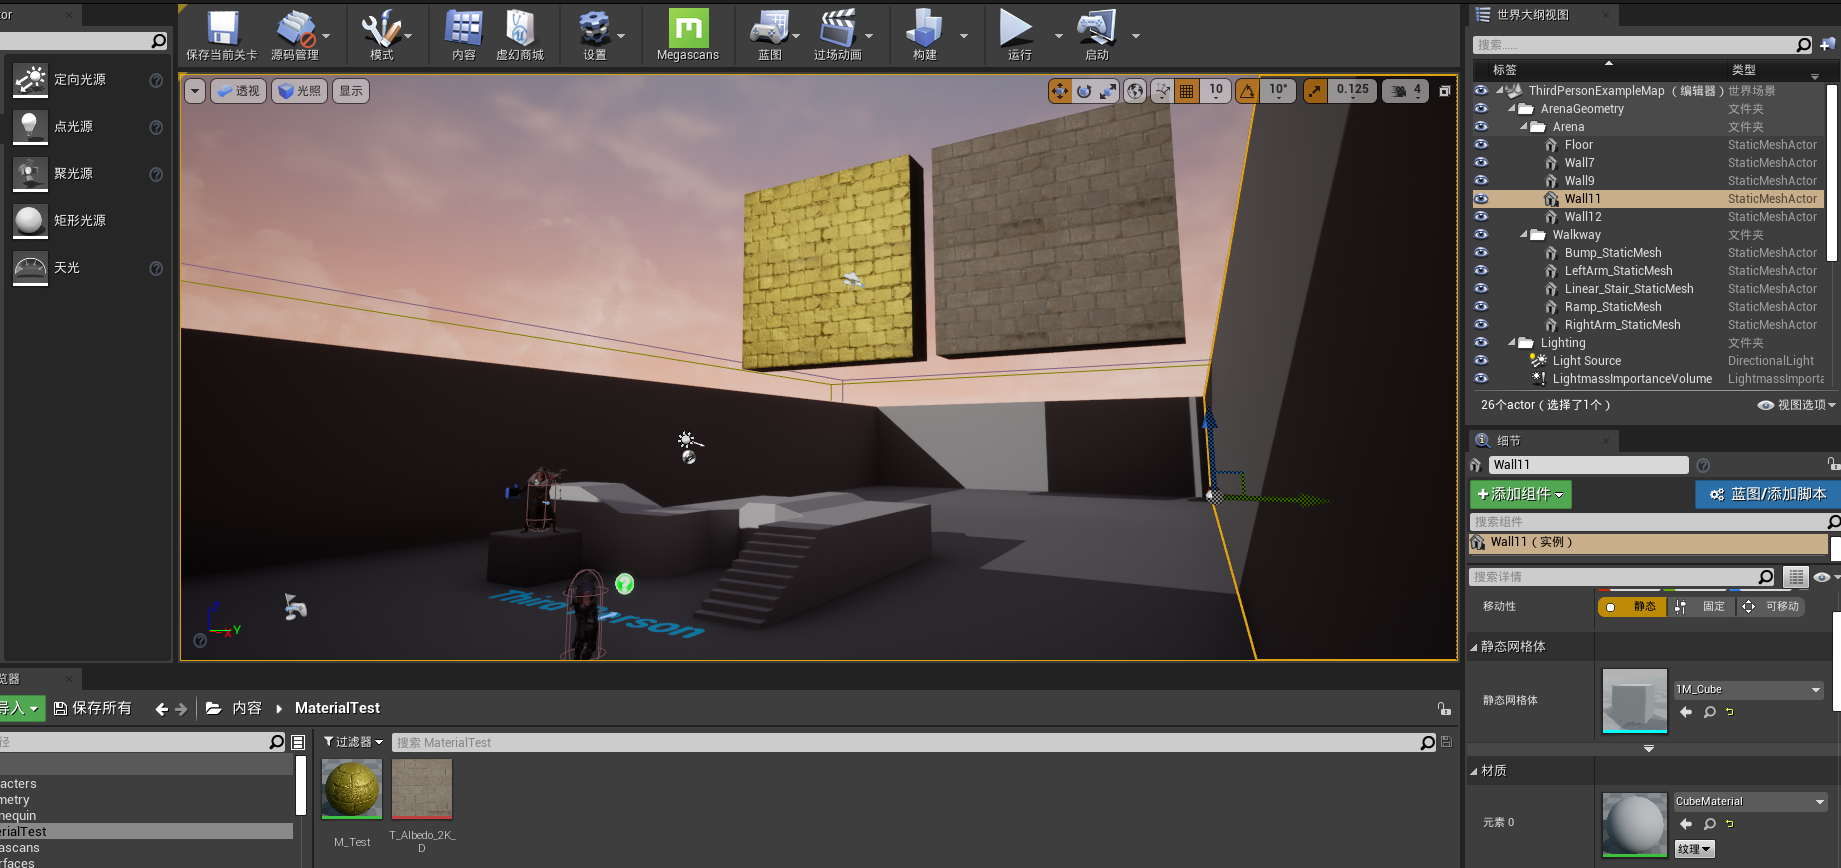 tor
保存当前关卡
源码管理
模式
内容
虚幻商城
设置
Megascans
蓝图
过场动画
构建
运行
启动
世界大纲视图
搜索......
标签
类型
定向光源
点光源
聚光源
矩形光源
天光
透视
光照
显示
10
10°
0.125
4
ThirdPersonExampleMap（编辑器）
世界场景
ArenaGeometry
文件夹
Arena
文件夹
Floor
StaticMeshActor
Wall7
StaticMeshActor
Wall9
StaticMeshActor
Wall11
StaticMeshActor
Wall12
StaticMeshActor
Walkway
文件夹
Bump_StaticMesh
StaticMeshActor
LeftArm_StaticMesh
StaticMeshActor
Linear_Stair_StaticMesh
StaticMeshActor
Ramp_StaticMesh
StaticMeshActor
RightArm_StaticMesh
StaticMeshActor
Lighting
文件夹
Light Source
DirectionalLight
LightmassImportanceVolume
LightmassImporta
26个actor（选择了1个）
视图选项
Third Person
Z
X
Y
细节
Wall11
+添加组件
蓝图/添加脚本
搜索组件
Wall11（实例）
搜索详情
移动性
静态
固定
可移动
静态网格体
静态网格体
1M_Cube
材质
元素 0
CubeMaterial
纹理
览器
导入
保存所有
内容
MaterialTest
径
过滤器
搜索 MaterialTest
acters
metry
nequin
erialTest
ascans
rfaces
M_Test
T_Albedo_2K_
D